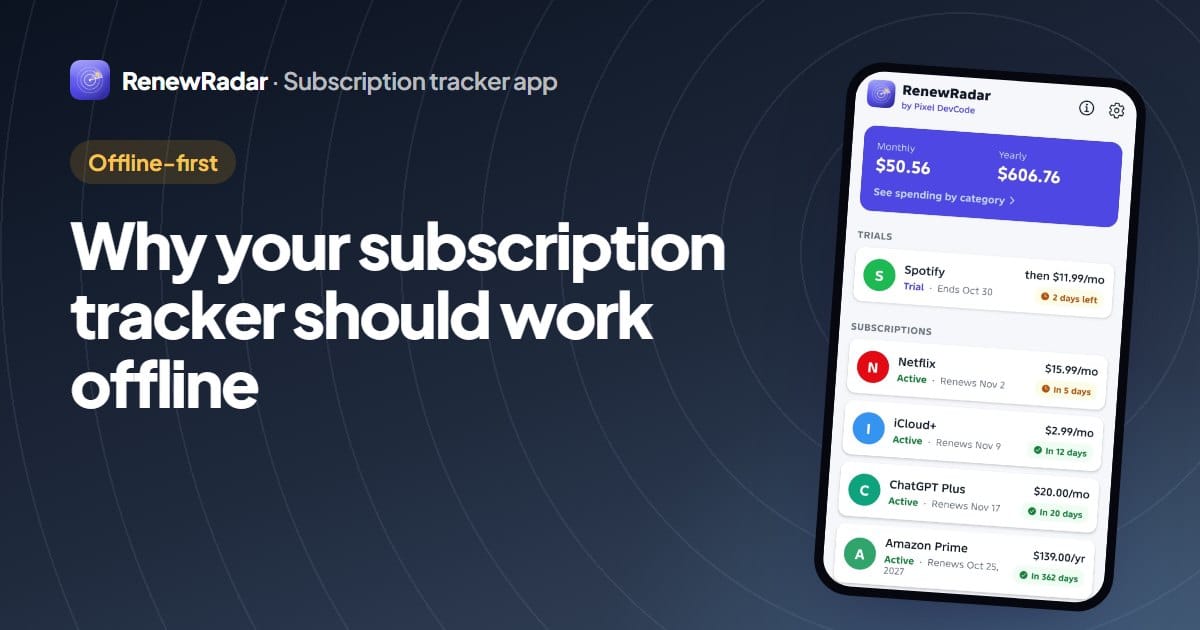 RenewRadar · Subscription tracker app
Offline-first
Why your subscription
tracker should work
offline
RenewRadar
by Pixel DevCode
Monthly
$50.56
Yearly
$606.76
See spending by category >
TRIALS
S
Spotify
Trial · Ends Oct 30
then $11.99/mo
2 days left
SUBSCRIPTIONS
N
Netflix
Active · Renews Nov 2
$15.99/mo
In 5 days
I
iCloud+
Active · Renews Nov 9
$2.99/mo
In 12 days
C
ChatGPT Plus
Active · Renews Nov 17
$20.00/mo
In 20 days
A
Amazon Prime
Active · Renews Oct 25,
2027
$139.00/yr
In 362 days